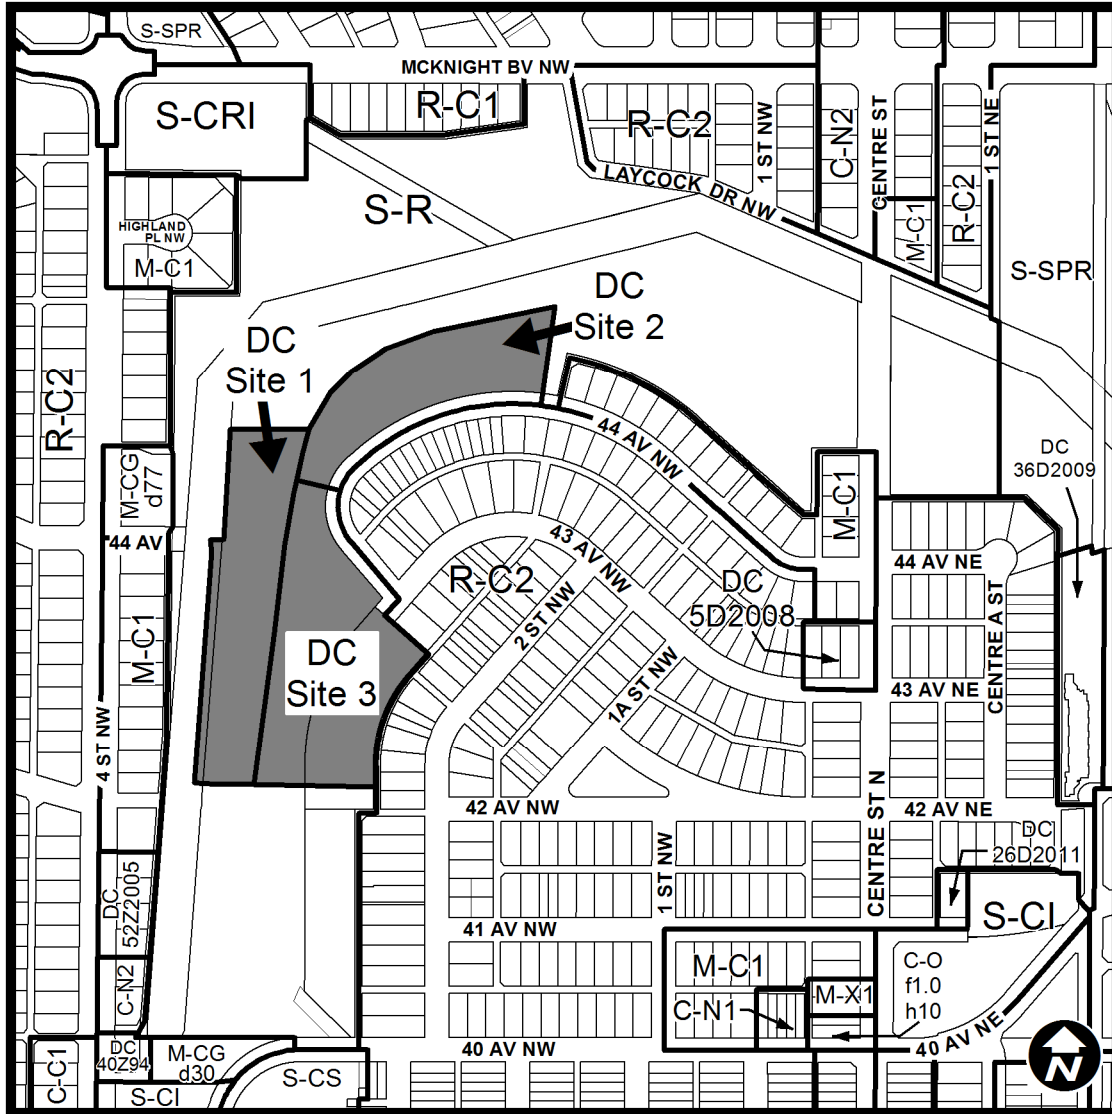 S-SPR
MCKNIGHT BV NW
S-CRI
R-C1
R-C2
1 ST NW
C-N2
CENTRE ST
1 ST NE
LAYCOCK DR NW
M-C1
R-C2
S-R
HIGHLAND
PL NW
M-C1
S-SPR
DC
Site 2
DC
Site 1
R-C2
44 AV NW
DC
36D2009
M-CG
d77
M-C1
44 AV
43 AV NW
44 AV NE
R-C2
DC
5D2008
2 ST NW
CENTRE A ST
M-C1
DC
Site 3
1A ST NW
43 AV NE
4 ST NW
42 AV NW
CENTRE ST N
42 AV NE
DC
26D2011
1 ST NW
DC
52Z2005
41 AV NW
S-CI
M-C1
C-O
f1.0
h10
C-N2
M-X1
C-N1
40 AV NW
40 AV NE
C-C1
DC
40Z94
M-CG
d30
S-CS
S-CI
N